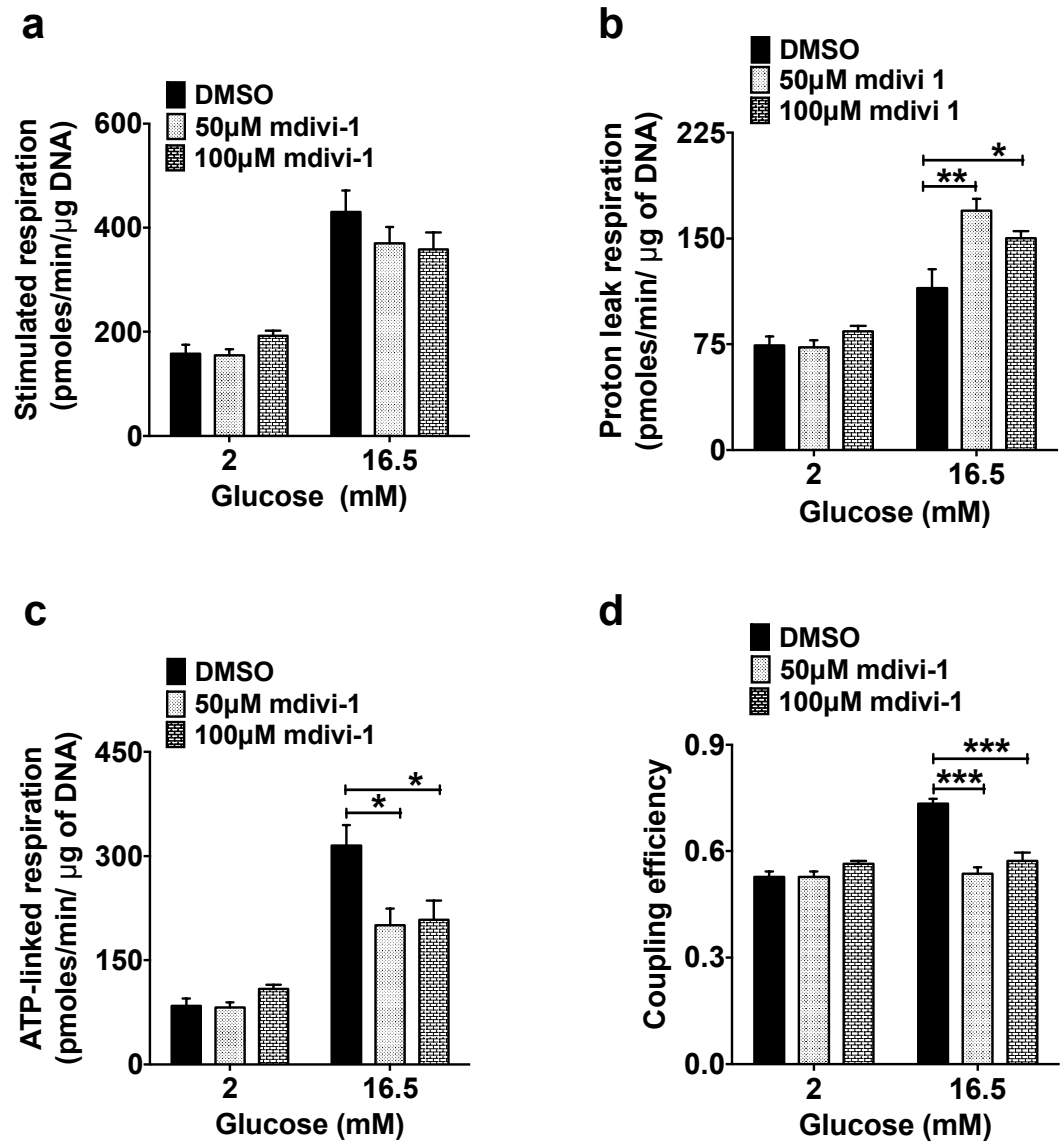 a
DMSO
50µM mdivi-1
100µM mdivi-1
Stimulated respiration
(pmoles/min/µg DNA)
600
400
200
0
2
16.5
Glucose (mM)
b
DMSO
50µM mdivi 1
100µM mdivi 1
Proton leak respiration
(pmoles/min/ µg of DNA)
225
150
75
0
*
**
2
16.5
Glucose (mM)
c
DMSO
50µM mdivi-1
100µM mdivi-1
ATP-linked respiration
(pmoles/min/ µg of DNA)
450
300
150
0
*
*
2
16.5
Glucose (mM)
d
DMSO
50µM mdivi-1
100µM mdivi-1
Coupling efficiency
0.9
0.6
0.3
0.0
***
***
2
16.5
Glucose (mM)